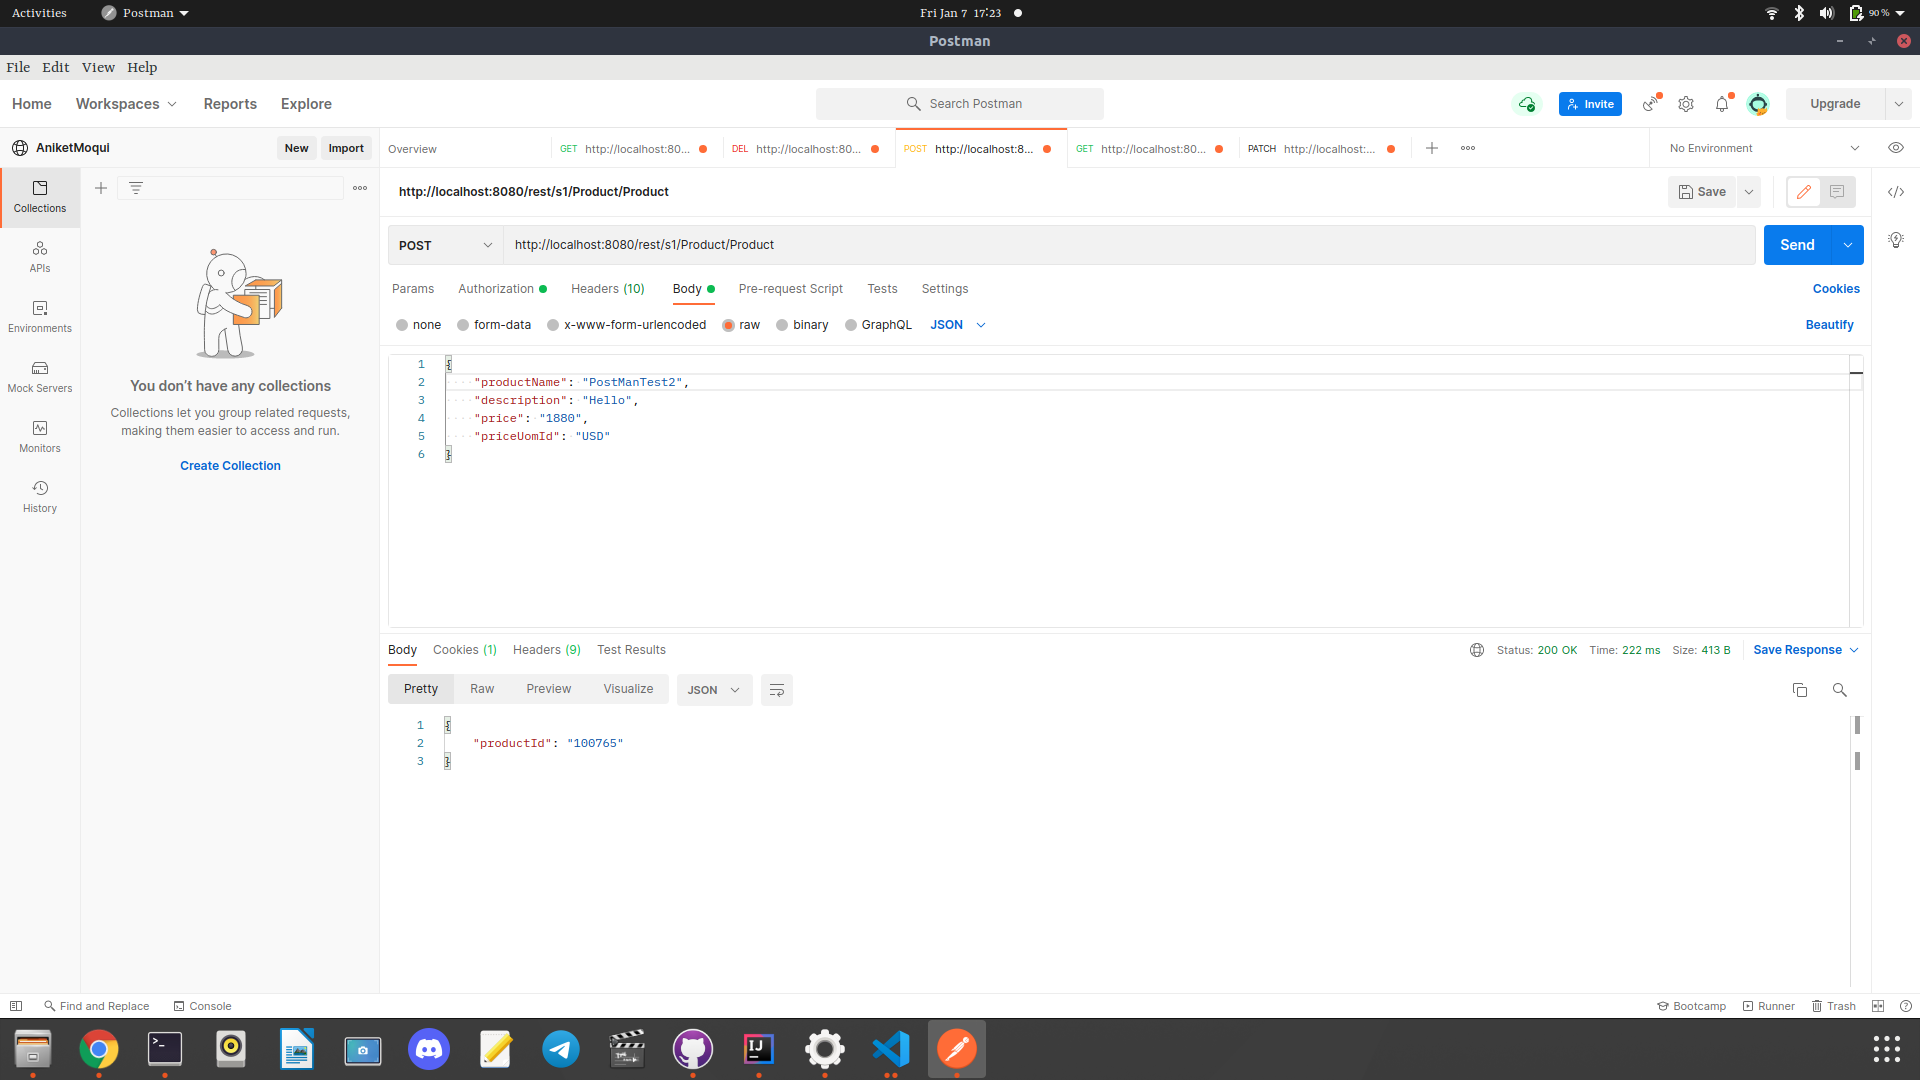 Activities Postman Fri Jan 7 17:23 90 %
Postman
File Edit View Help
Home Workspaces Reports Explore Search Postman Invite Upgrade
AniketMoqui New Import Overview GET http://localhost:80... DEL http://localhost:80... POST http://localhost:8... GET http://localhost:80... PATCH http://localhost:... No Environment
Collections
APIs
Environments
Mock Servers
Monitors
History
You don't have any collections
Collections let you group related requests,
making them easier to access and run.
Create Collection
http://localhost:8080/rest/s1/Product/Product Save
POST http://localhost:8080/rest/s1/Product/Product Send
Params Authorization Headers (10) Body Pre-request Script Tests Settings Cookies
none form-data x-www-form-urlencoded raw binary GraphQL JSON Beautify
1 {
2 "productName": "PostManTest2",
3 "description": "Hello",
4 "price": "1880",
5 "priceUomId": "USD"
6 }
Body Cookies (1) Headers (9) Test Results Status: 200 OK Time: 222 ms Size: 413 B Save Response
Pretty Raw Preview Visualize JSON
1 {
2 "productId": "100765"
3 }
Find and Replace Console Bootcamp Runner Trash
>_ IJ